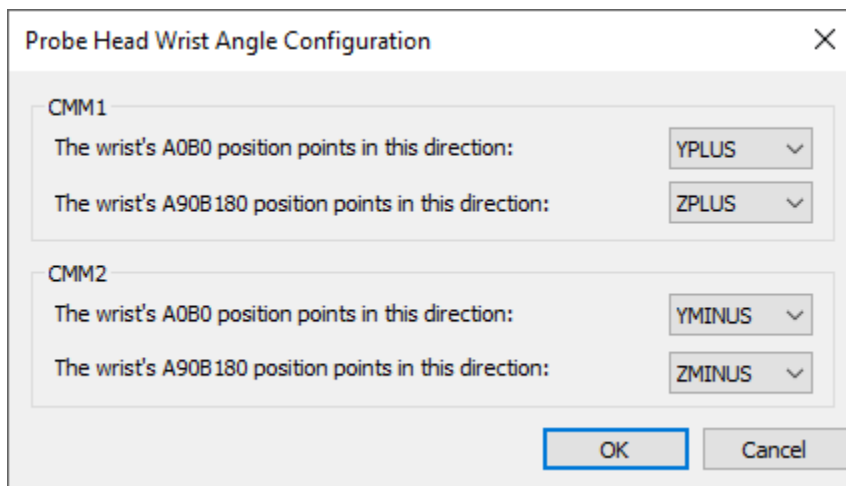 Probe Head Wrist Angle Configuration
CMM1
The wrist's A0B0 position points in this direction: YPLUS
The wrist's A90B180 position points in this direction: ZPLUS
CMM2
The wrist's A0B0 position points in this direction: YMINUS
The wrist's A90B180 position points in this direction: ZMINUS
OK Cancel